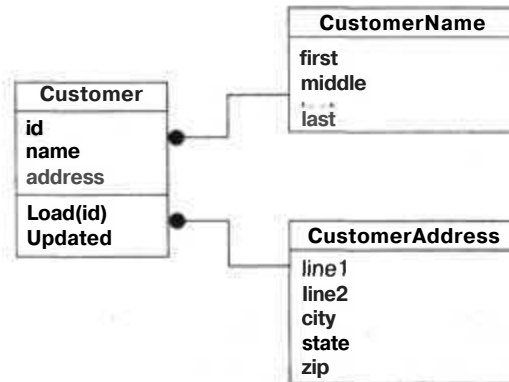 CustomerName
first
middle
last
Customer
id
name
address
Load(id)
Updated
CustomerAddress
line1
line2
city
state
zip